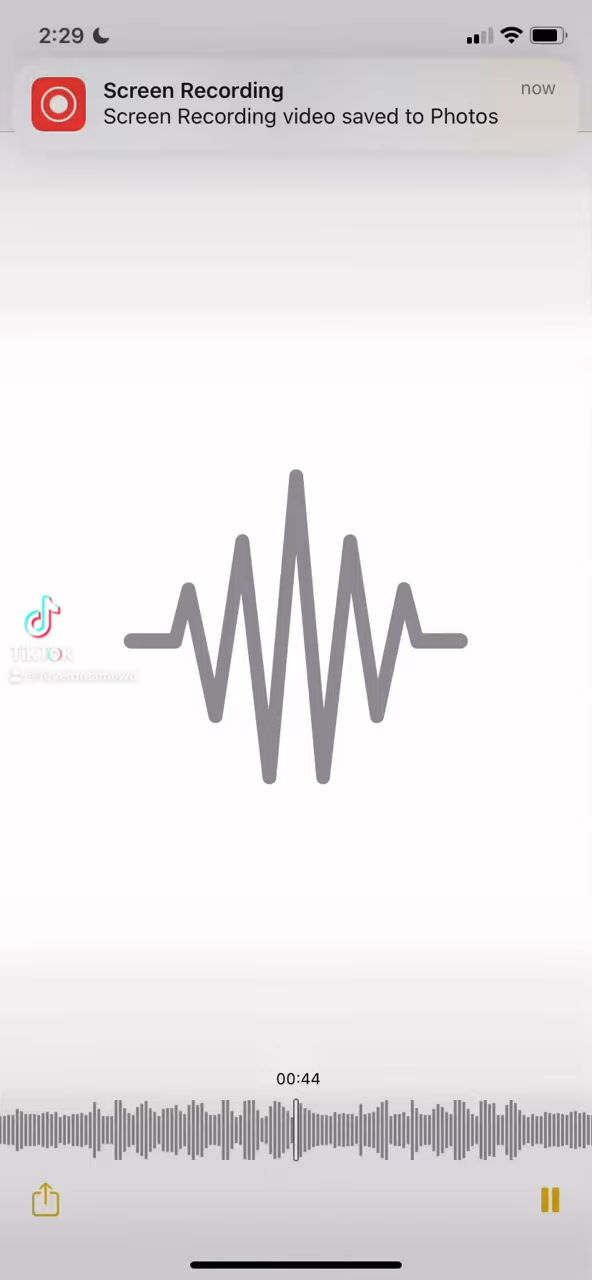 2:29
Screen Recording
now
Screen Recording video saved to Photos
TikTok
00:44